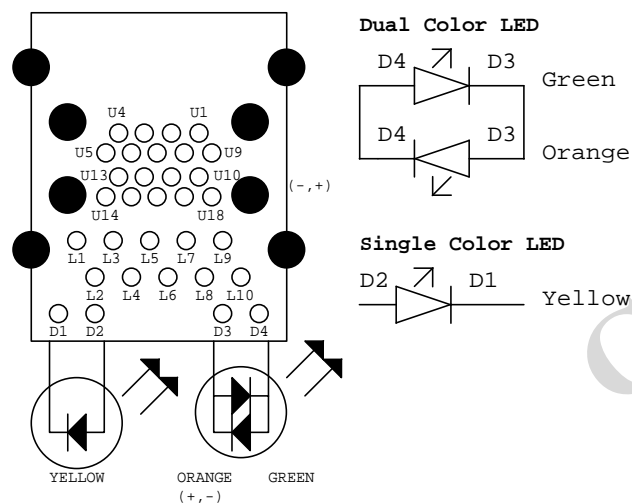 Dual Color LED
D4 D3 Green
D4 D3 Orange
Single Color LED
D2 D1 Yellow
U4 U1
U5 U9
U13 U10
(-,+)
U14 U18
L1 L3 L5 L7 L9
L2 L4 L6 L8 L10
D1 D2 D3 D4
YELLOW ORANGE GREEN
(+,-)